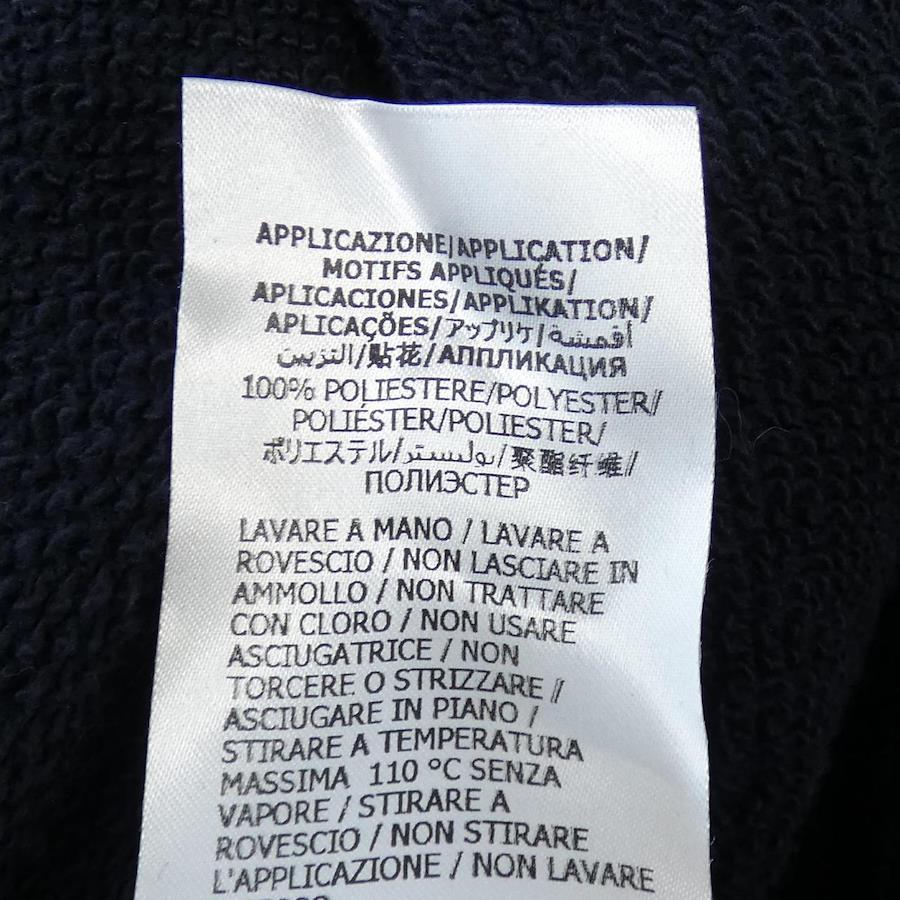 APPLICAZIONE/APPLICATION/
MOTIFS APPLIQUÉS/
APLICACIONES/APPLIKATION/
APLICAÇÕES/アップリケ/أقمشة
التزيين/貼花/АППЛИКАЦИЯ
100% POLIESTERE/POLYESTER/
POLIÉSTER/POLIESTER/
ポリエステル/بوليستر/聚酯纤维/
ПОЛИЭСТЕР
LAVARE A MANO / LAVARE A
ROVESCIO / NON LASCIARE IN
AMMOLLO / NON TRATTARE
CON CLORO / NON USARE
ASCIUGATRICE / NON
TORCERE O STRIZZARE /
ASCIUGARE IN PIANO /
STIRARE A TEMPERATURA
MASSIMA 110 °C SENZA
VAPORE / STIRARE A
ROVESCIO / NON STIRARE
L'APPLICAZIONE / NON LAVARE